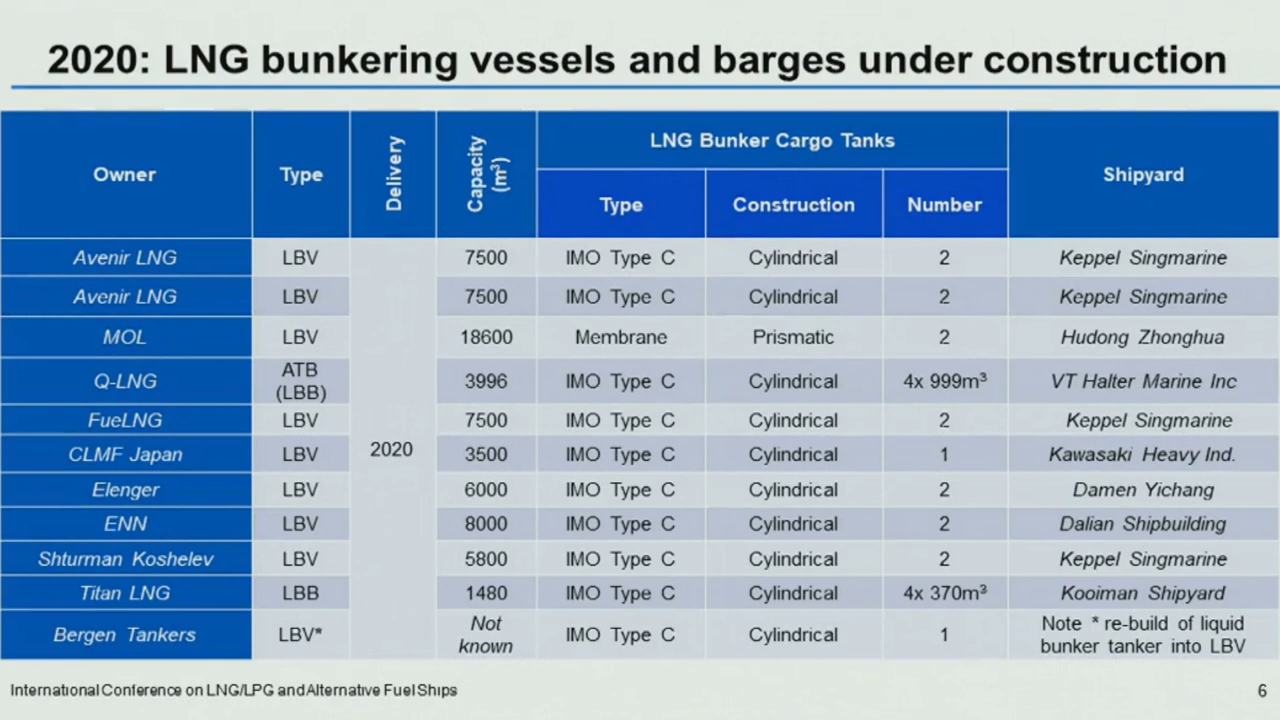 2020: LNG bunkering vessels and barges under construction
Owner Type Delivery Capacity (m³) LNG Bunker Cargo Tanks Shipyard
Type Construction Number
Avenir LNG LBV 7500 IMO Type C Cylindrical 2 Keppel Singmarine
Avenir LNG LBV 7500 IMO Type C Cylindrical 2 Keppel Singmarine
MOL LBV 18600 Membrane Prismatic 2 Hudong Zhonghua
Q-LNG ATB (LBB) 3996 IMO Type C Cylindrical 4x 999m³ VT Halter Marine Inc
FueLNG LBV 7500 IMO Type C Cylindrical 2 Keppel Singmarine
2020
CLMF Japan LBV 3500 IMO Type C Cylindrical 1 Kawasaki Heavy Ind.
Elenger LBV 6000 IMO Type C Cylindrical 2 Damen Yichang
ENN LBV 8000 IMO Type C Cylindrical 2 Dalian Shipbuilding
Shturman Koshelev LBV 5800 IMO Type C Cylindrical 2 Keppel Singmarine
Titan LNG LBB 1480 IMO Type C Cylindrical 4x 370m³ Kooiman Shipyard
Bergen Tankers LBV* Not known IMO Type C Cylindrical 1 Note * re-build of liquid bunker tanker into LBV
International Conference on LNG/LPG and Alternative Fuel Ships 6